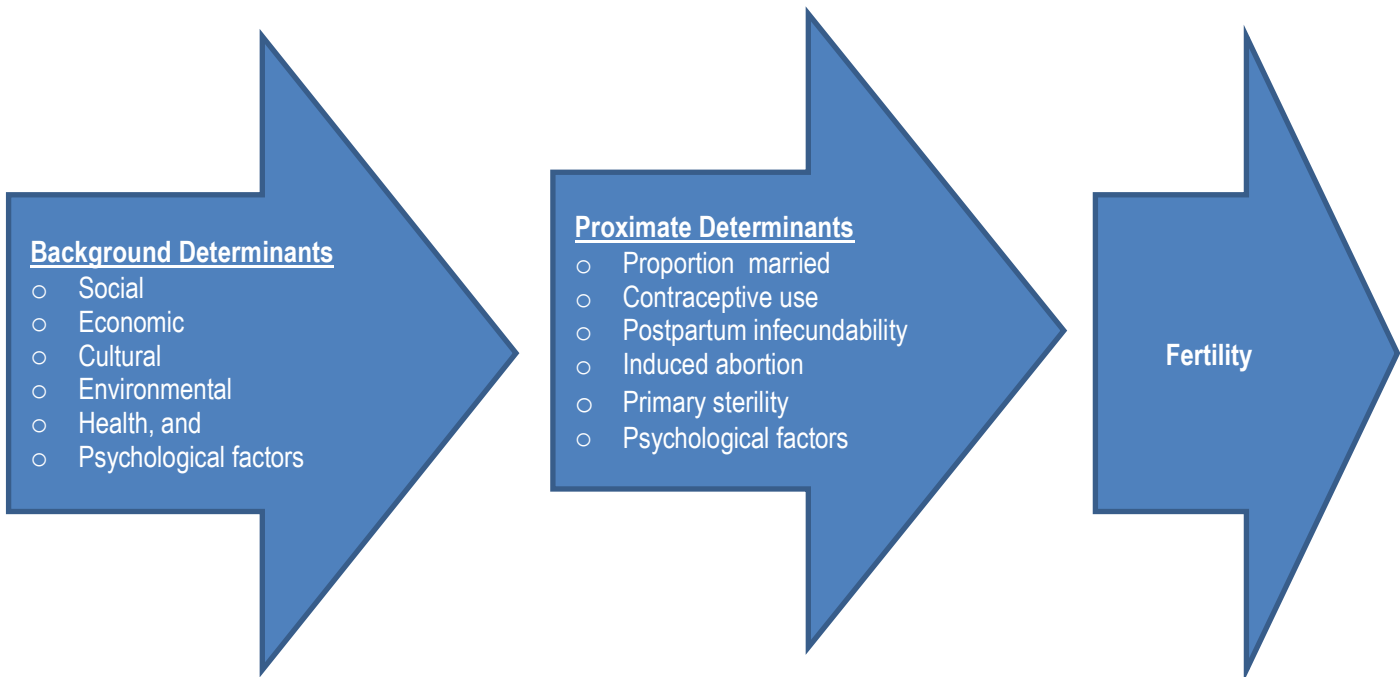 Background Determinants
o Social
o Economic
o Cultural
o Environmental
o Health, and
o Psychological factors
Proximate Determinants
o Proportion married
o Contraceptive use
o Postpartum infecundability
o Induced abortion
o Primary sterility
o Psychological factors
Fertility